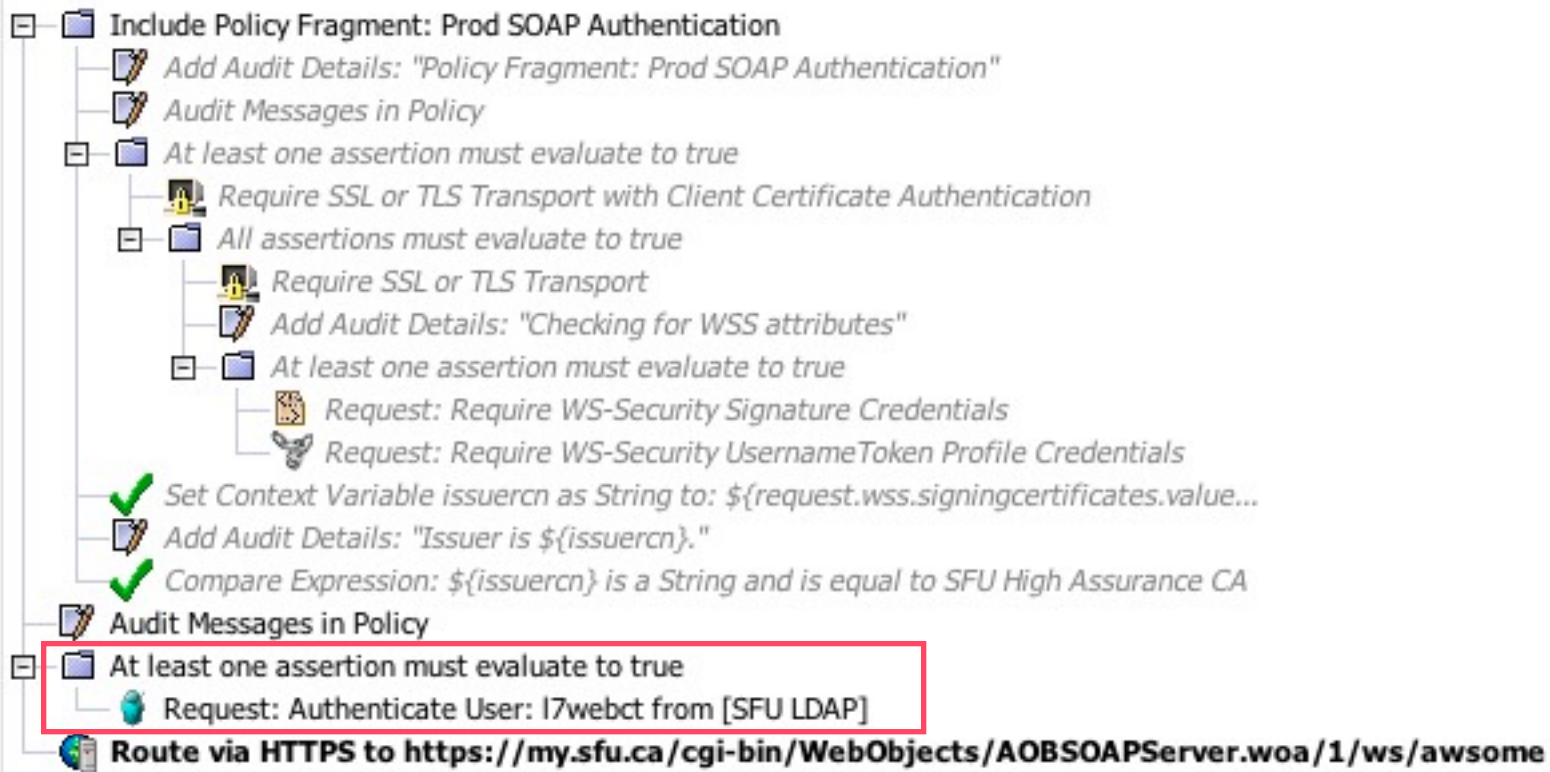 Include Policy Fragment: Prod SOAP Authentication
Add Audit Details: "Policy Fragment: Prod SOAP Authentication"
Audit Messages in Policy
At least one assertion must evaluate to true
Require SSL or TLS Transport with Client Certificate Authentication
All assertions must evaluate to true
Require SSL or TLS Transport
Add Audit Details: "Checking for WSS attributes"
At least one assertion must evaluate to true
Request: Require WS-Security Signature Credentials
Request: Require WS-Security UsernameToken Profile Credentials
Set Context Variable issuercn as String to: ${request.wss.signingcertificates.value...
Add Audit Details: "Issuer is ${issuercn}."
Compare Expression: ${issuercn} is a String and is equal to SFU High Assurance CA
Audit Messages in Policy
At least one assertion must evaluate to true
Request: Authenticate User: l7webct from [SFU LDAP]
Route via HTTPS to https://my.sfu.ca/cgi-bin/WebObjects/AOBSOAPServer.woa/1/ws/awsome